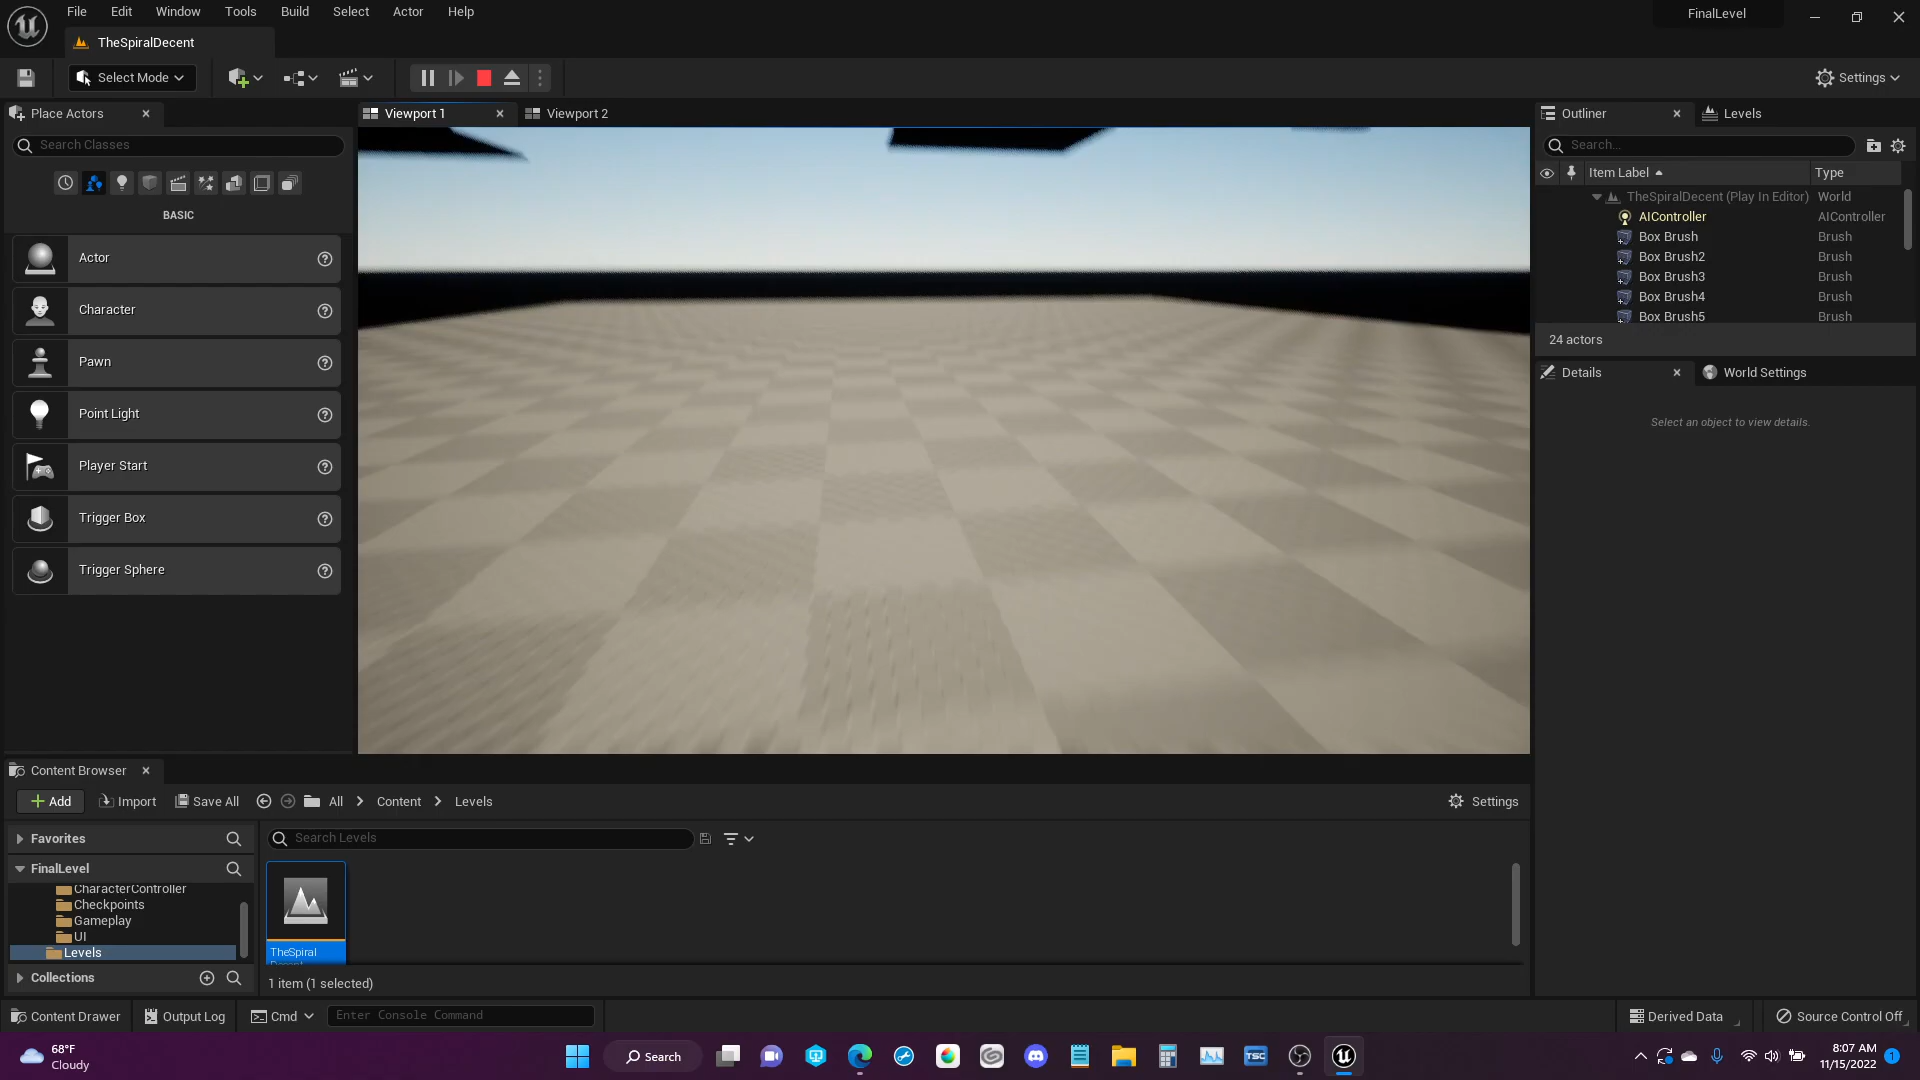 File Edit Window Tools Build Select Actor Help
FinalLevel
TheSpiralDecent
Select Mode
Settings
Place Actors
Viewport 1
Viewport 2
Outliner
Levels
Search Classes
Search...
Item Label
Type
TheSpiralDecent (Play In Editor) World
AIController AIController
Box Brush Brush
Box Brush2 Brush
Box Brush3 Brush
Box Brush4 Brush
Box Brush5 Brush
24 actors
BASIC
Actor
Character
Pawn
Point Light
Player Start
Trigger Box
Trigger Sphere
Details
World Settings
Select an object to view details.
Content Browser
Add Import Save All All Content Levels
Settings
Favorites
Search Levels
FinalLevel
CharacterController
Checkpoints
Gameplay
UI
Levels
TheSpiral
Decent
Collections
1 item (1 selected)
Content Drawer Output Log Cmd Enter Console Command
Derived Data Source Control Off
68°F
Cloudy
Search
TSC
8:07 AM
11/15/2022
1